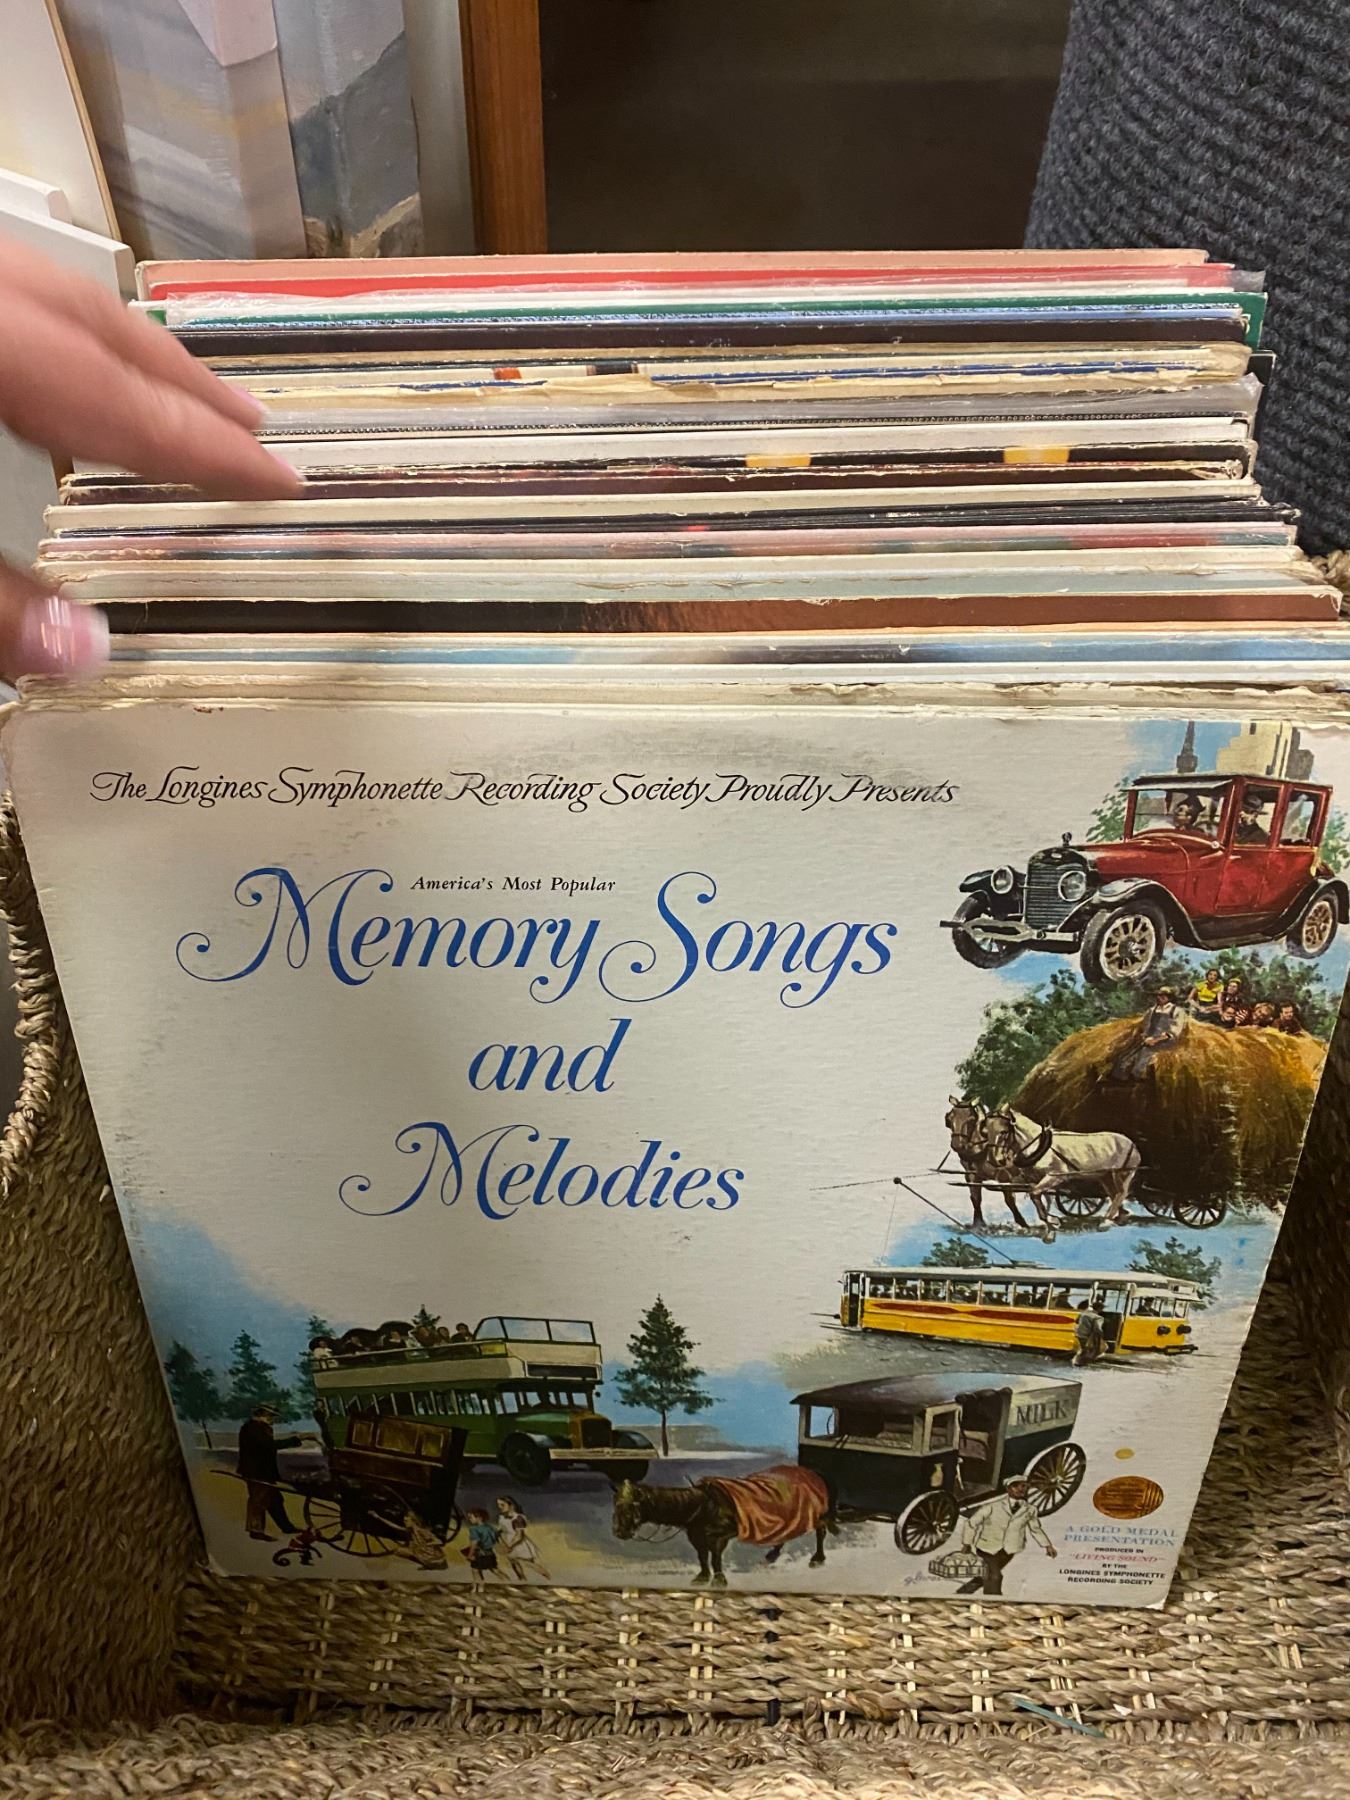 The Longines Symphonette Recording Society Proudly Presents
America's Most Popular
Memory Songs
and
Melodies
MILK
A GOLD MEDAL
PRESENTATION
PRODUCED IN
"LIVING SOUND"
BY THE
LONGINES SYMPHONETTE
RECORDING SOCIETY